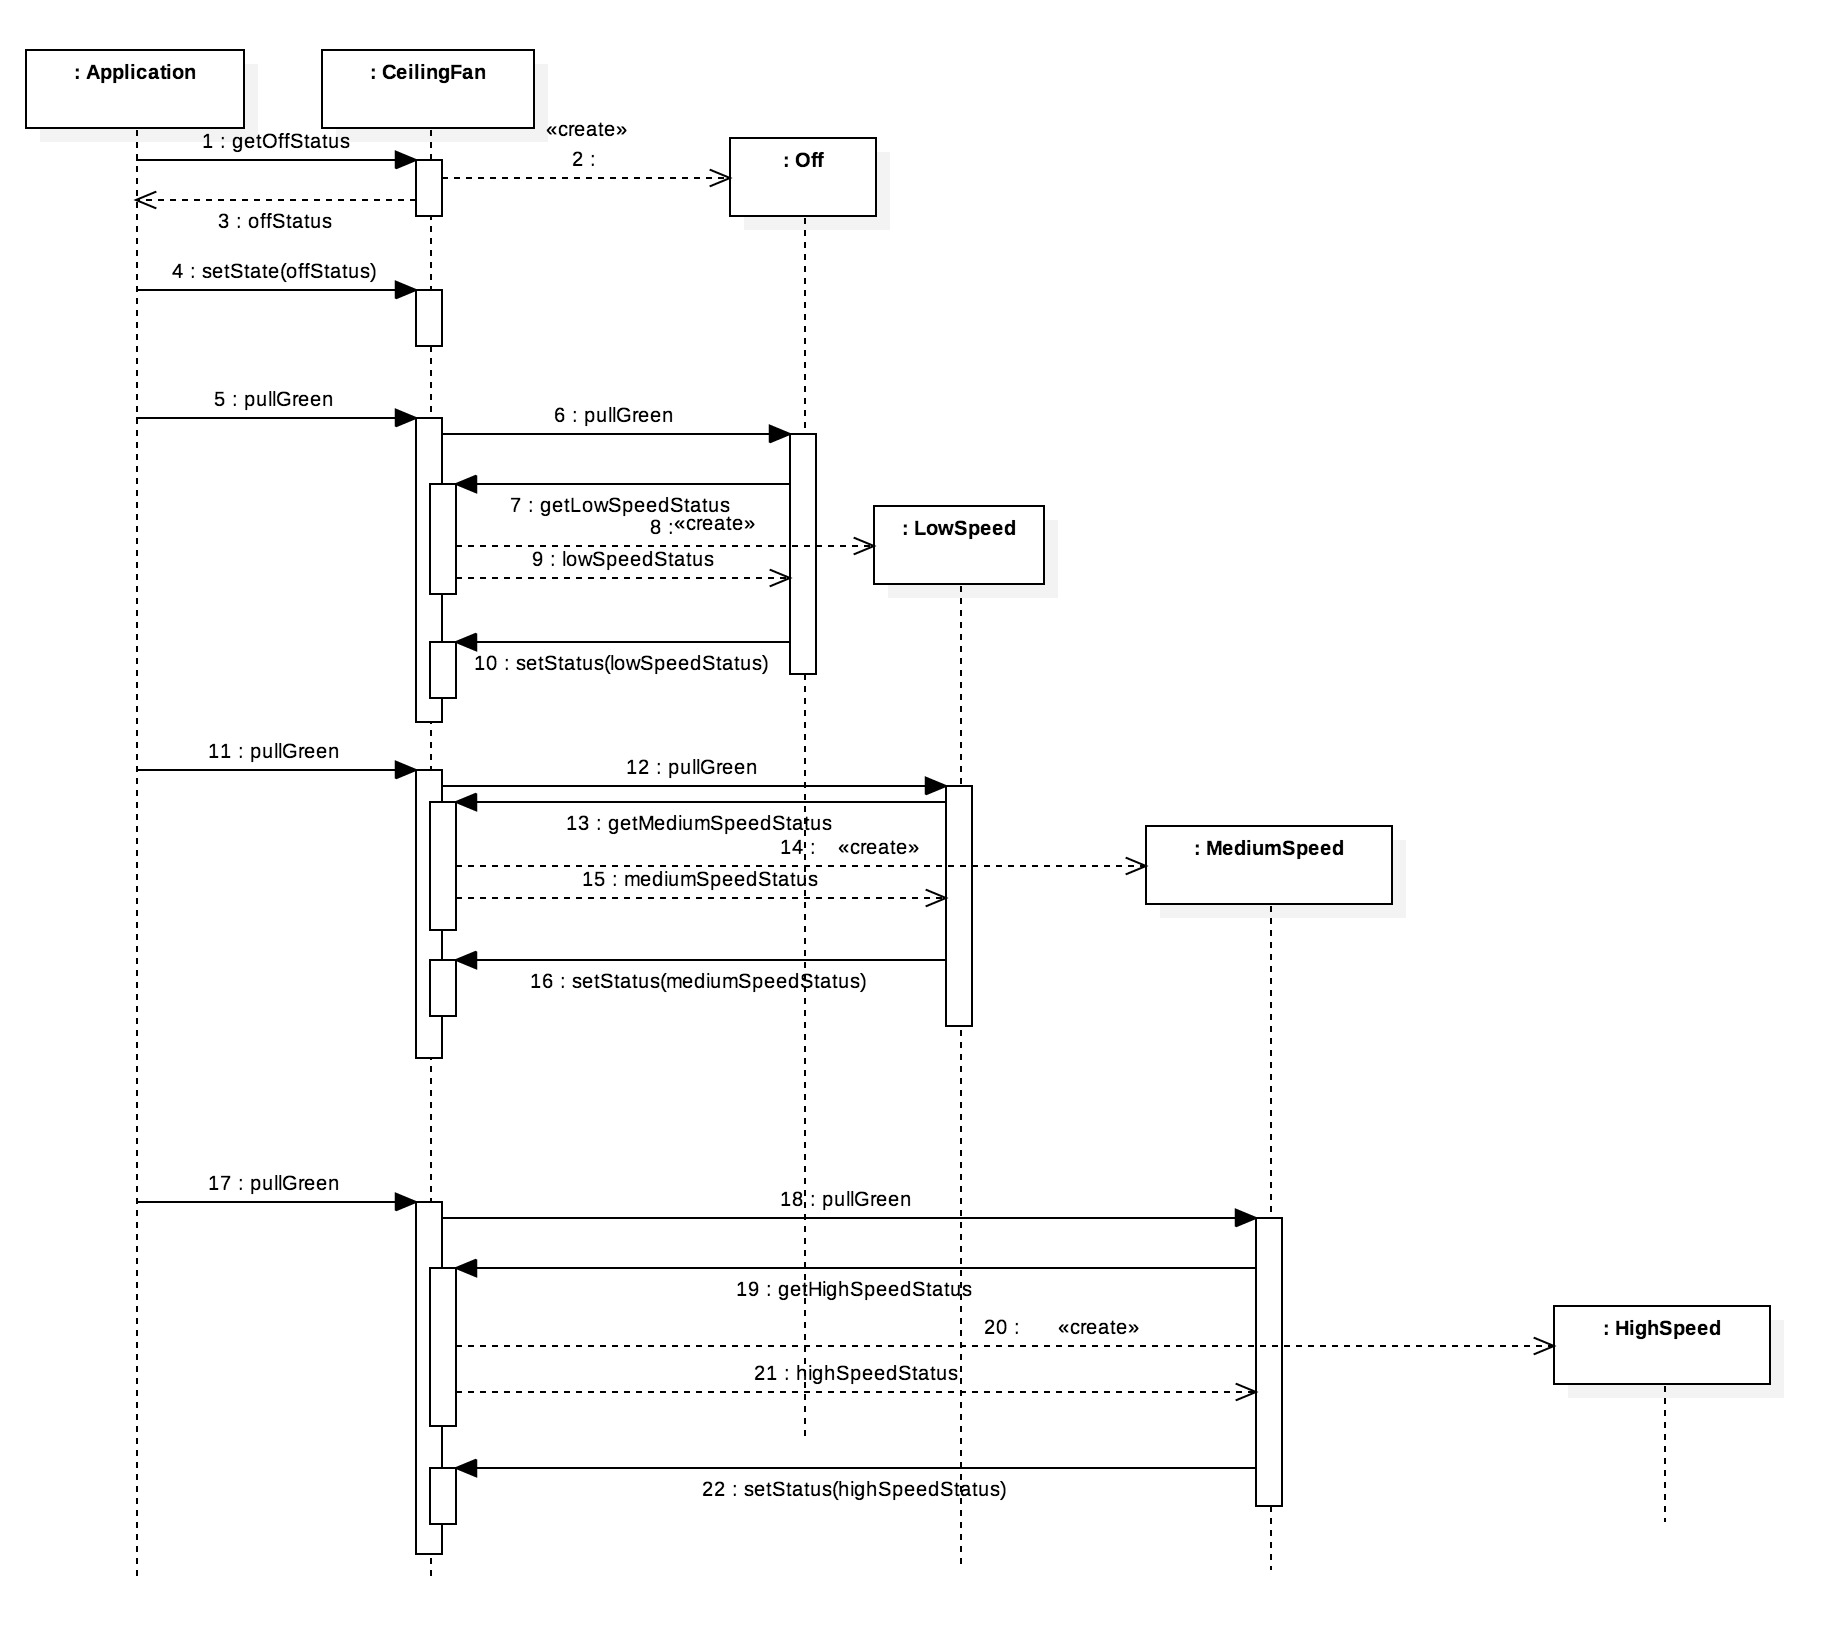 : Application
: CeilingFan
«create»
1 : getOffStatus
2 :
: Off
3 : offStatus
4 : setState(offStatus)
5 : pullGreen
6 : pullGreen
7 : getLowSpeedStatus
8 :
«create»
: LowSpeed
9 : lowSpeedStatus
10 : setStatus(lowSpeedStatus)
11 : pullGreen
12 : pullGreen
13 : getMediumSpeedStatus
14 :
«create»
: MediumSpeed
15 : mediumSpeedStatus
16 : setStatus(mediumSpeedStatus)
17 : pullGreen
18 : pullGreen
19 : getHighSpeedStatus
20 :
«create»
: HighSpeed
21 : highSpeedStatus
22 : setStatus(highSpeedStatus)